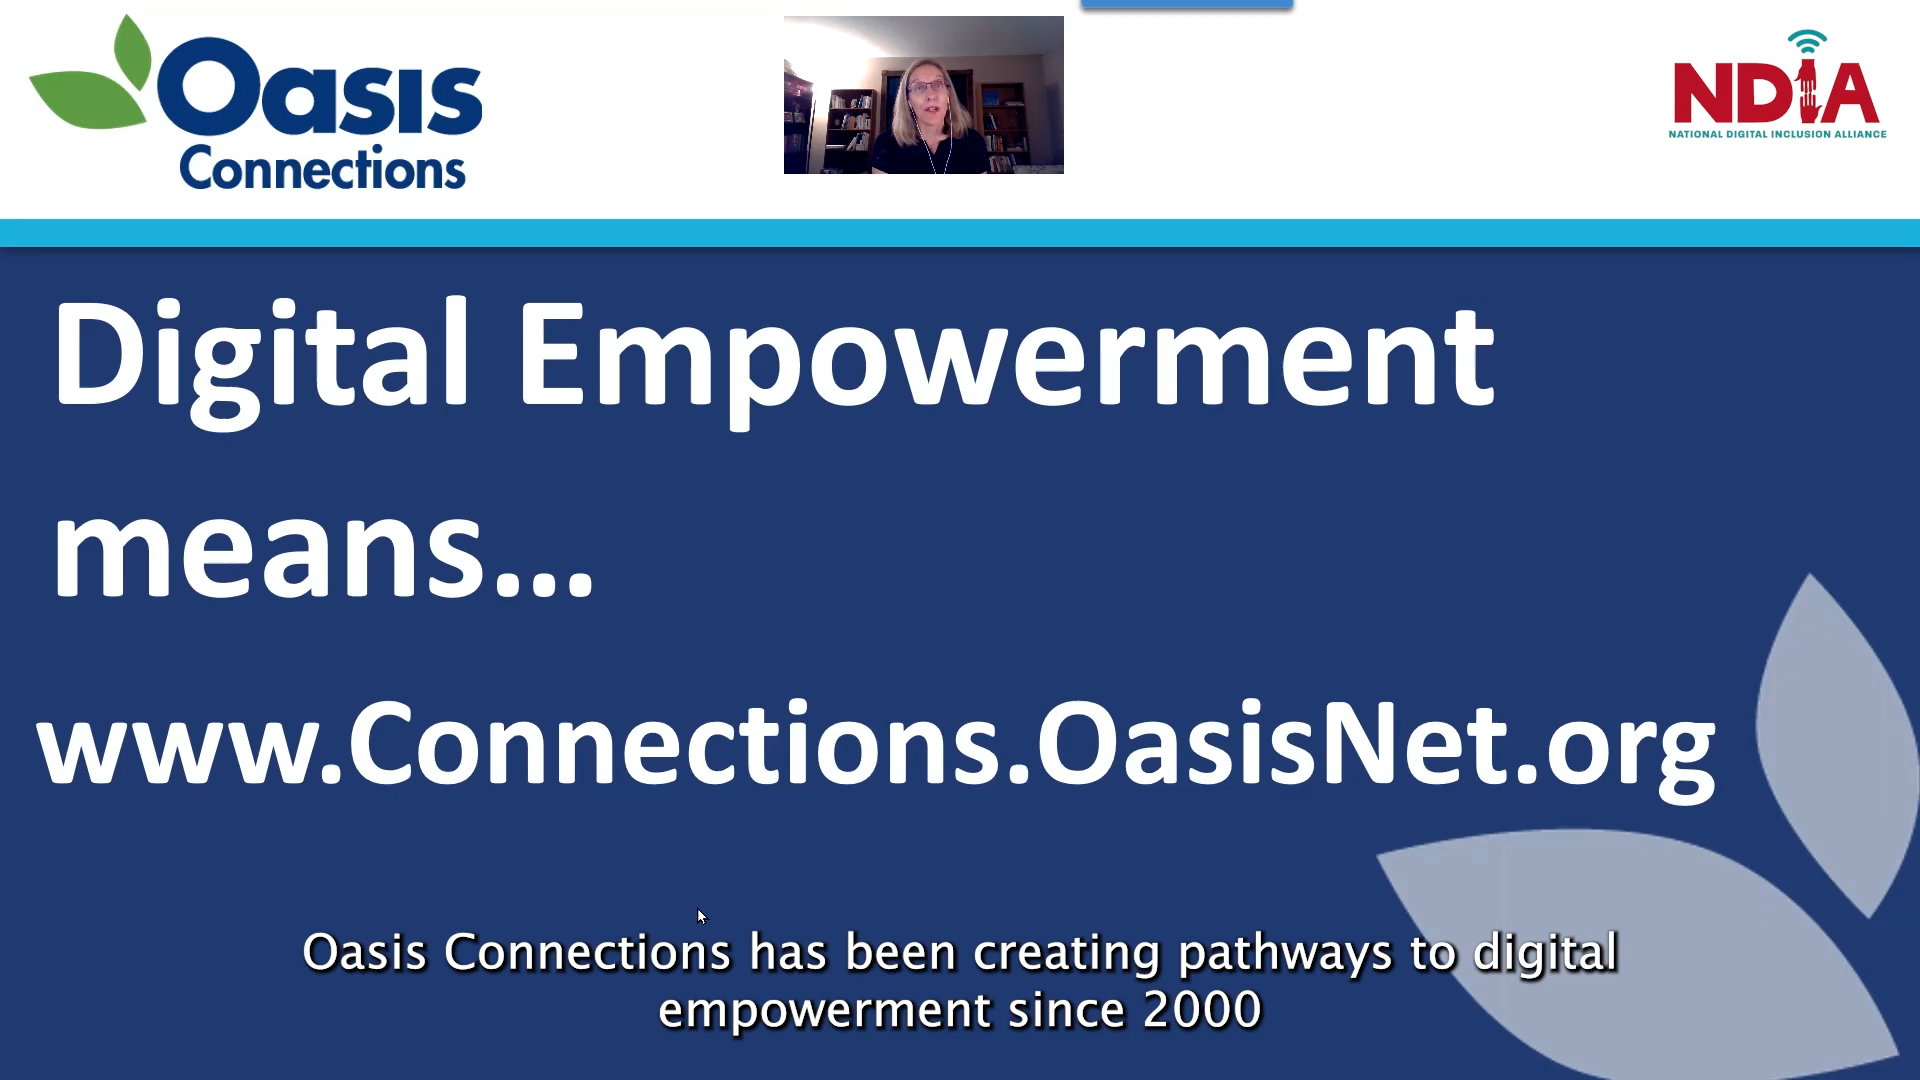 Oasis
Connections
NDIA
NATIONAL DIGITAL INCLUSION ALLIANCE
Digital Empowerment
means...
www.Connections.OasisNet.org
Oasis Connections has been creating pathways to digital
empowerment since 2000